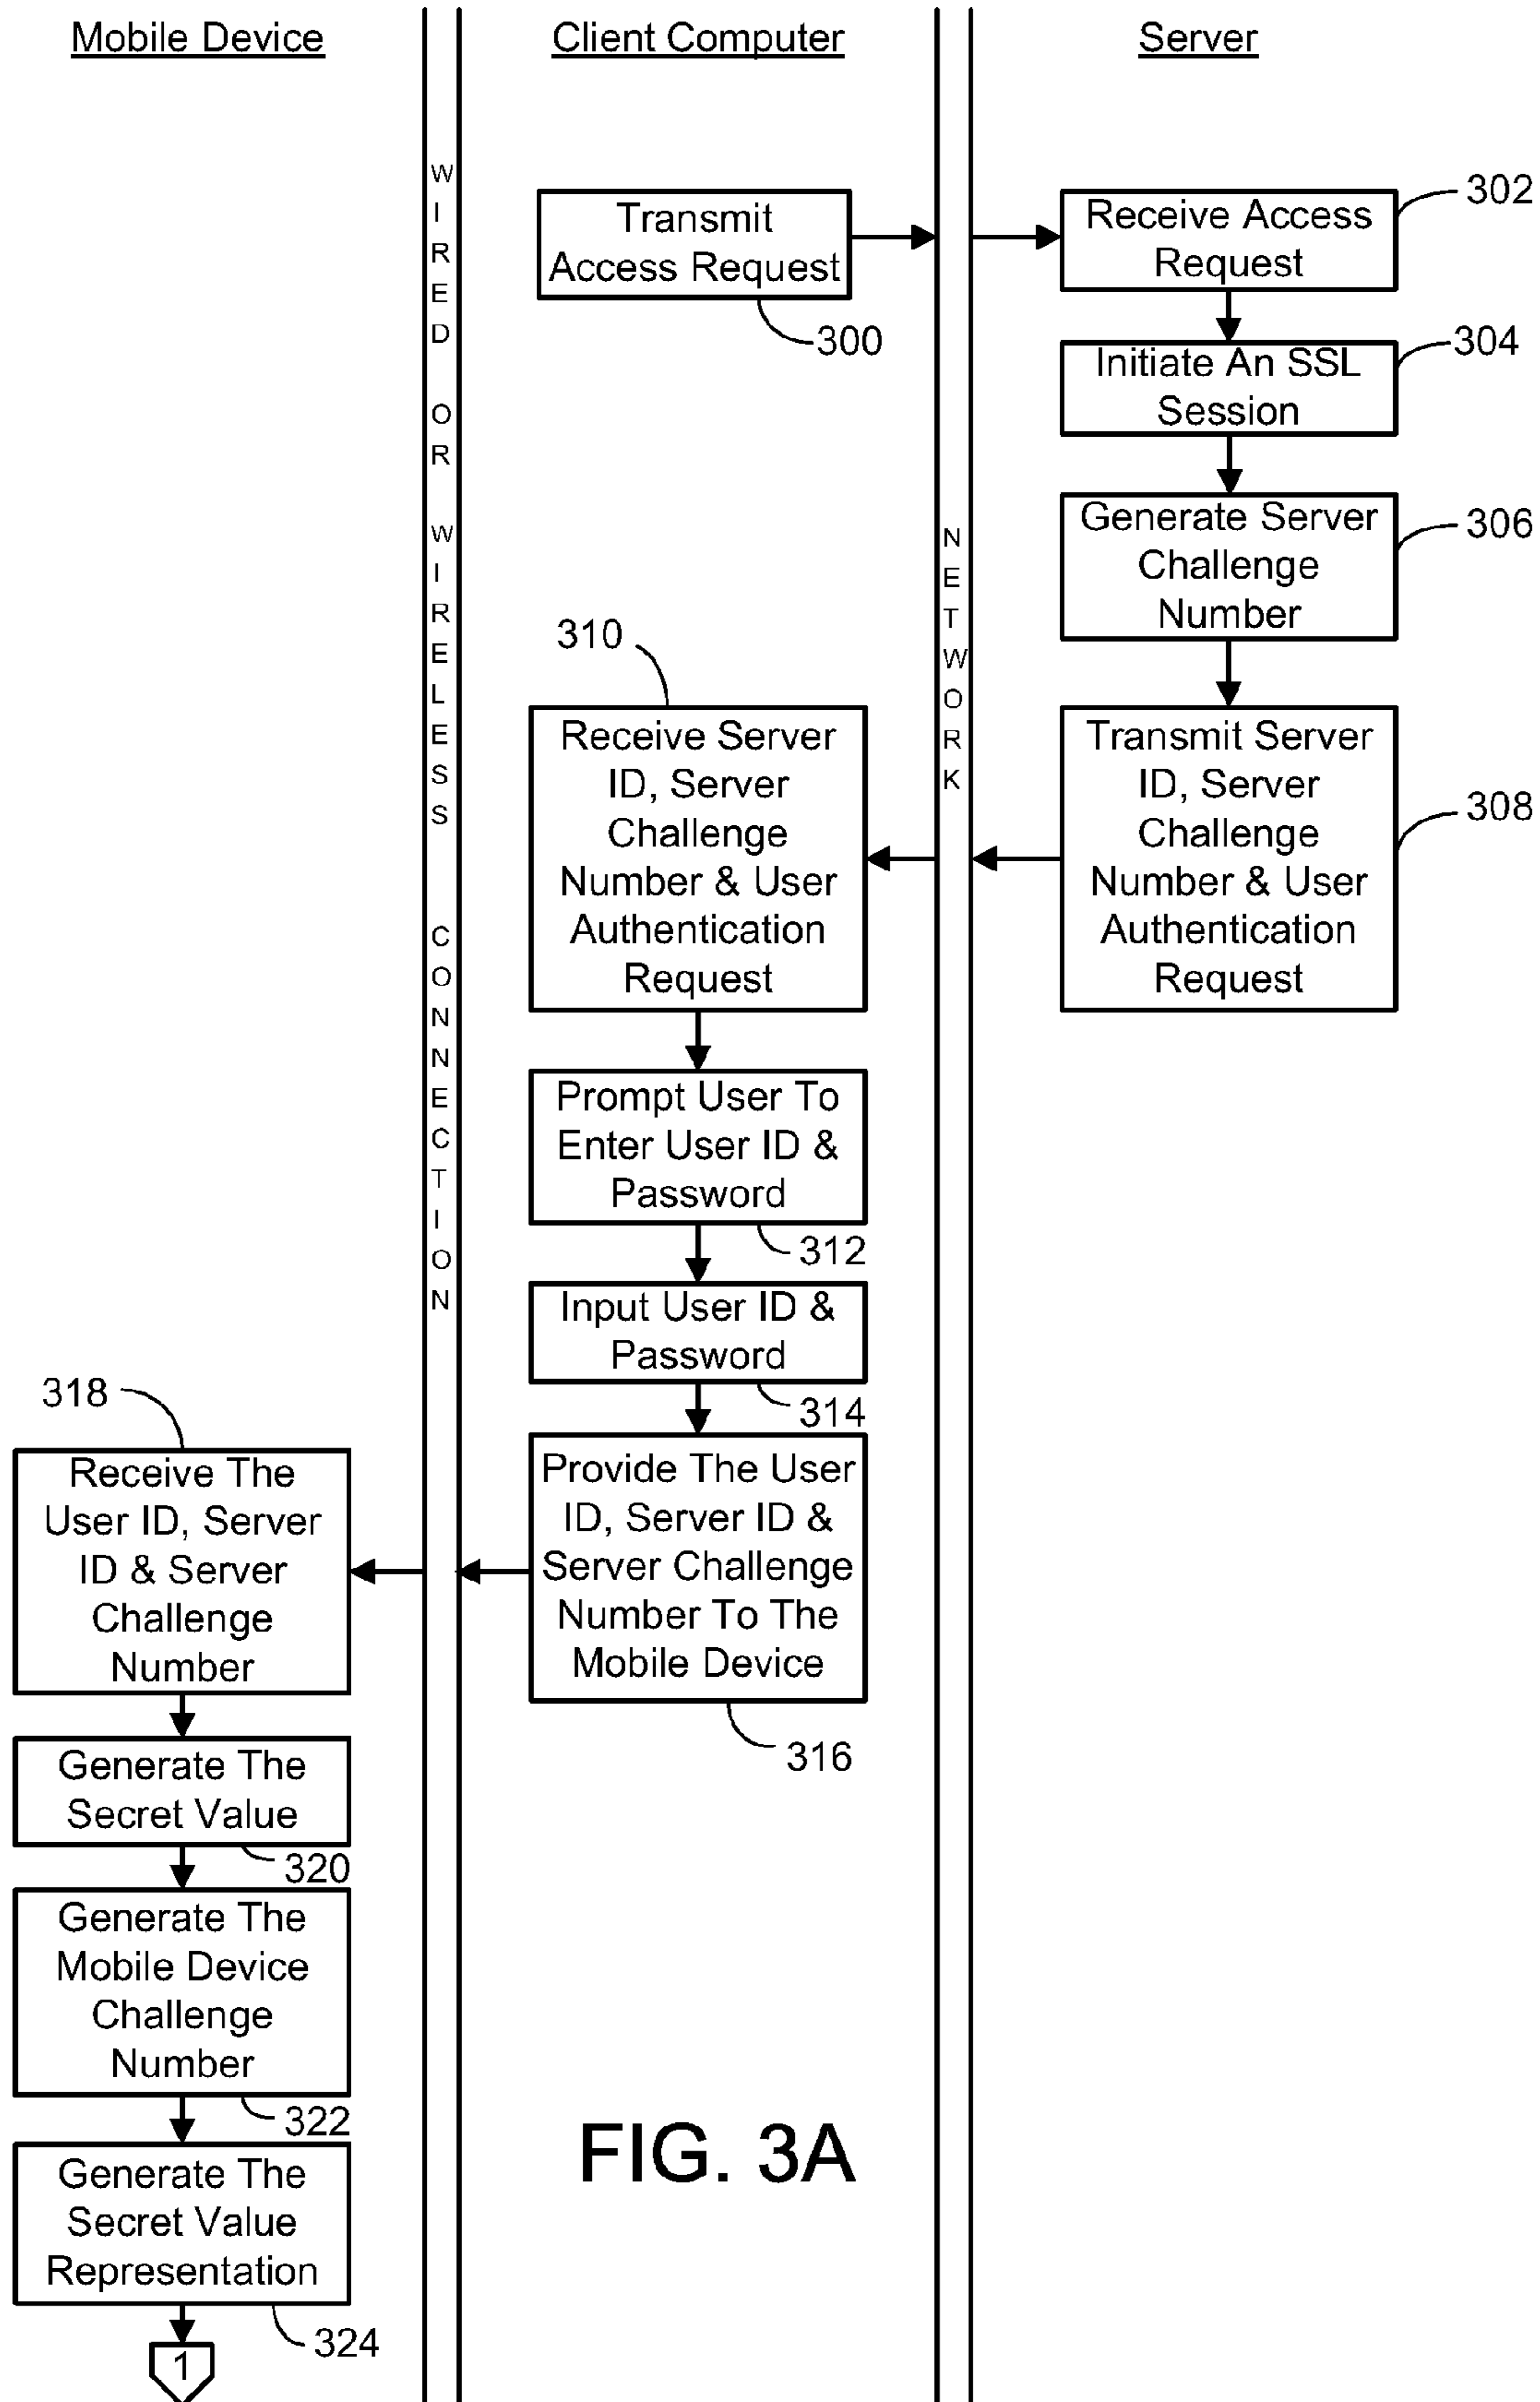 Mobile Device
Client Computer
Server
WIRED OR WIRELESS CONNECTION
NETWORK
Transmit
Access Request
300
Receive Access
Request
302
Initiate An SSL
Session
304
Generate Server
Challenge
Number
306
Transmit Server
ID, Server
Challenge
Number & User
Authentication
Request
308
310
Receive Server
ID, Server
Challenge
Number & User
Authentication
Request
Prompt User To
Enter User ID &
Password
312
Input User ID &
Password
314
Provide The User
ID, Server ID &
Server Challenge
Number To The
Mobile Device
316
318
Receive The
User ID, Server
ID & Server
Challenge
Number
Generate The
Secret Value
320
Generate The
Mobile Device
Challenge
Number
322
Generate The
Secret Value
Representation
324
1
FIG. 3A